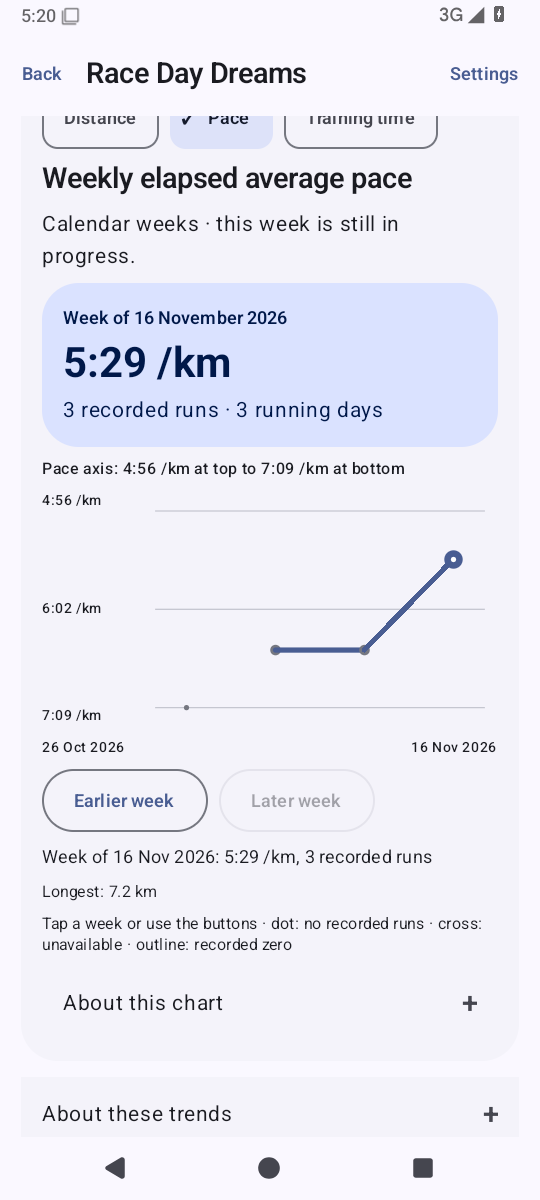 5:20
3G
Back
Race Day Dreams
Settings
Distance
✓ Pace
Training time
Weekly elapsed average pace
Calendar weeks · this week is still in
progress.
Week of 16 November 2026
5:29 /km
3 recorded runs · 3 running days
Pace axis: 4:56 /km at top to 7:09 /km at bottom
4:56 /km
6:02 /km
7:09 /km
26 Oct 2026
16 Nov 2026
Earlier week
Later week
Week of 16 Nov 2026: 5:29 /km, 3 recorded runs
Longest: 7.2 km
Tap a week or use the buttons · dot: no recorded runs · cross:
unavailable · outline: recorded zero
About this chart
+
About these trends
+